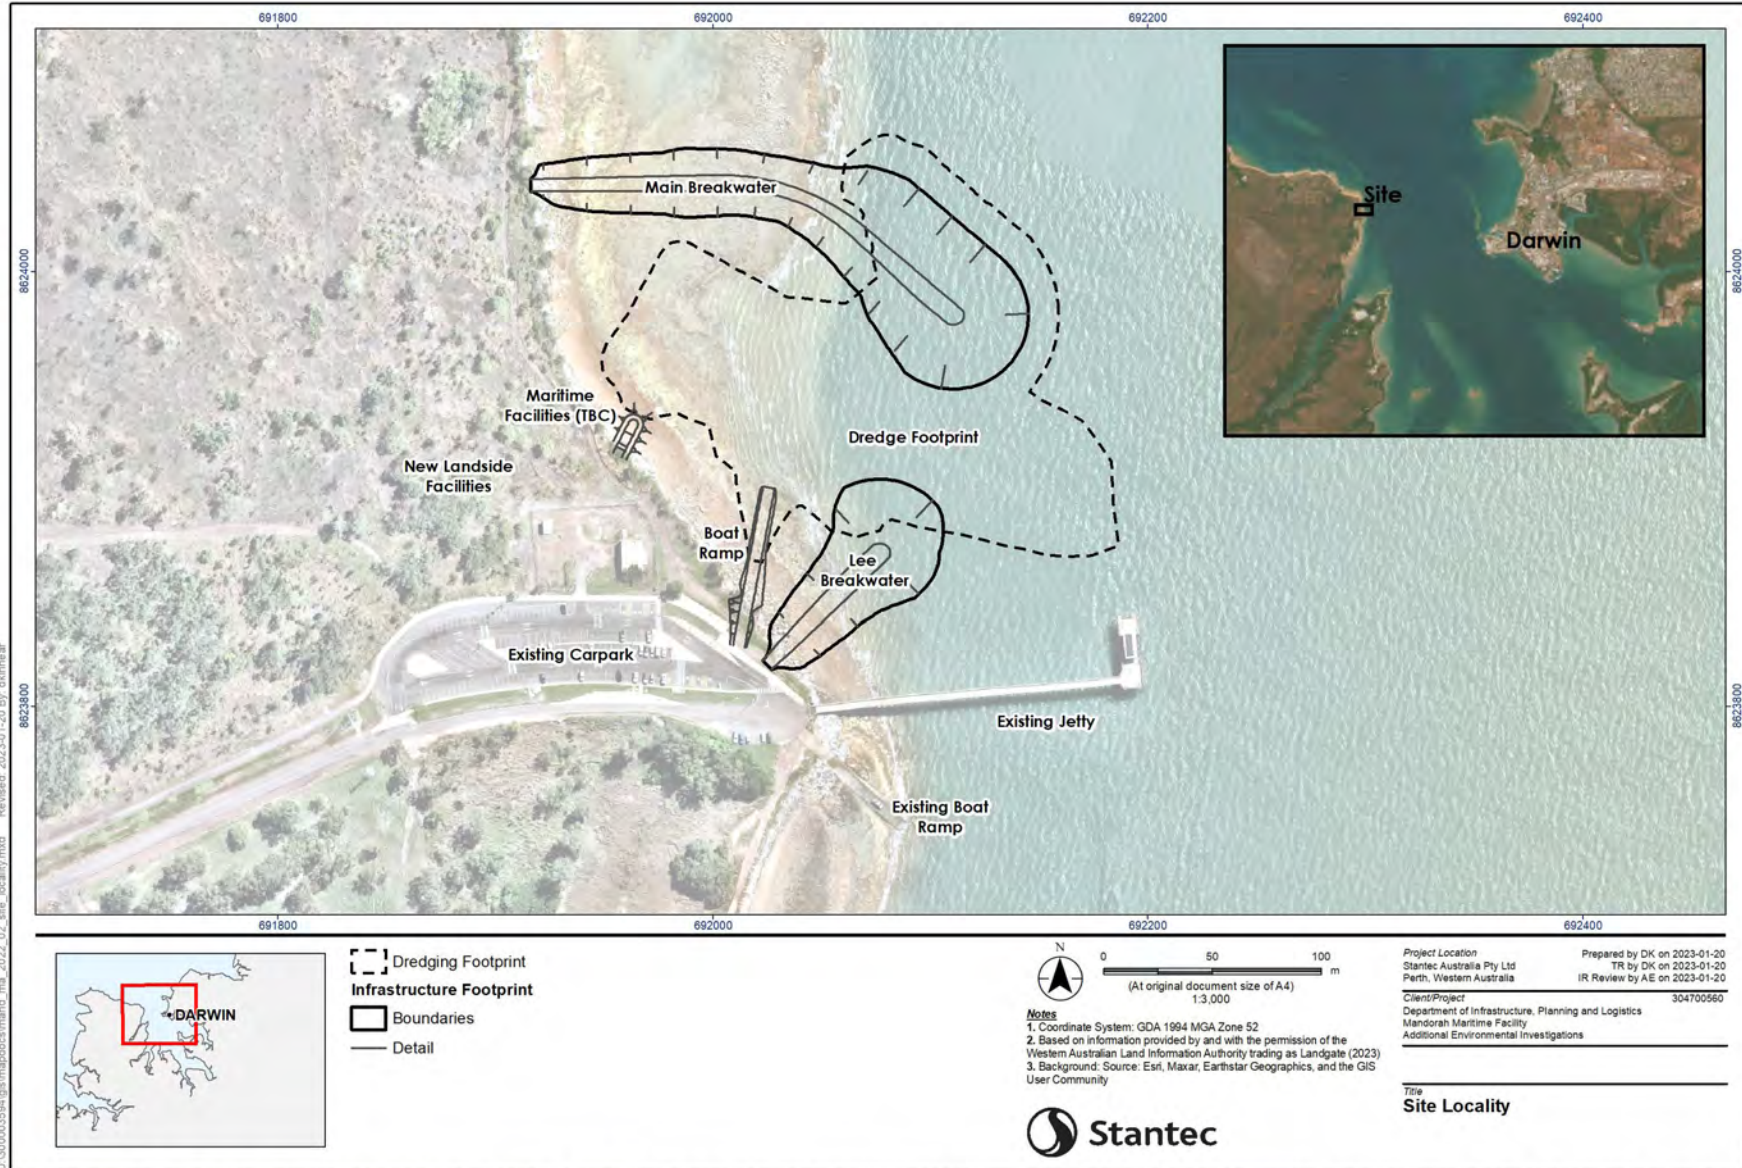 691800
692000
692200
692400
8624000
8624000
8623800
8623800
Main Breakwater
Site
Darwin
Maritime
Facilities (TBC)
Dredge Footprint
New Landside
Facilities
Boat
Ramp
Lee
Breakwater
Existing Carpark
Existing Jetty
Existing Boat
Ramp
691800
692000
692200
692400
DARWIN
Dredging Footprint
Infrastructure Footprint
Boundaries
Detail
N
0 50 100
m
(At original document size of A4)
1:3,000
Notes
1. Coordinate System: GDA 1994 MGA Zone 52
2. Based on information provided by and with the permission of the
Western Australian Land Information Authority trading as Landgate (2023)
3. Background: Source: Esri, Maxar, Earthstar Geographics, and the GIS
User Community
Stantec
Project Location
Stantec Australia Pty Ltd
Perth, Western Australia
Prepared by DK on 2023-01-20
TR by DK on 2023-01-20
IR Review by AE on 2023-01-20
Client/Project 304700560
Department of Infrastructure, Planning and Logistics
Mandorah Maritime Facility
Additional Environmental Investigations
Title
Site Locality
Revised: 2023-01-20 By: